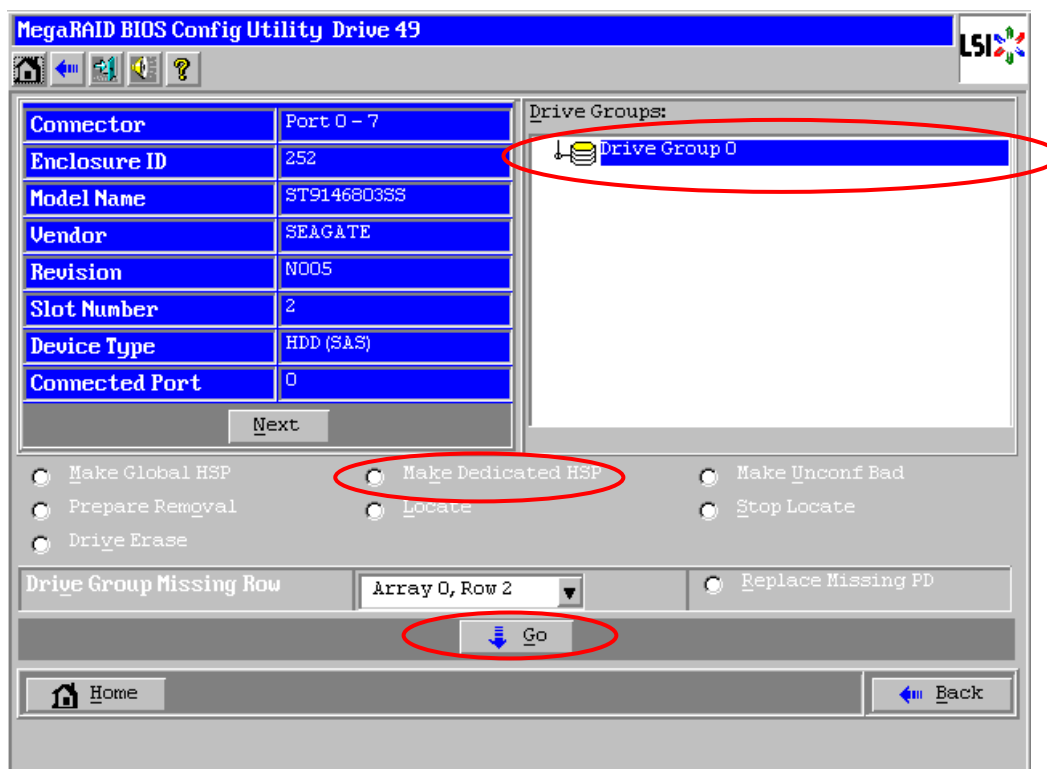 MegaRAID BIOS Config Utility Drive 49
LSI
Connector Port 0 - 7
Enclosure ID 252
Model Name ST9146803SS
Vendor SEAGATE
Revision N005
Slot Number 2
Device Type HDD (SAS)
Connected Port 0
Next
Drive Groups:
Drive Group 0
Make Global HSP Make Dedicated HSP Make Unconf Bad
Prepare Removal Locate Stop Locate
Drive Erase
Drive Group Missing Row Array 0, Row 2 Replace Missing PD
Go
Home Back